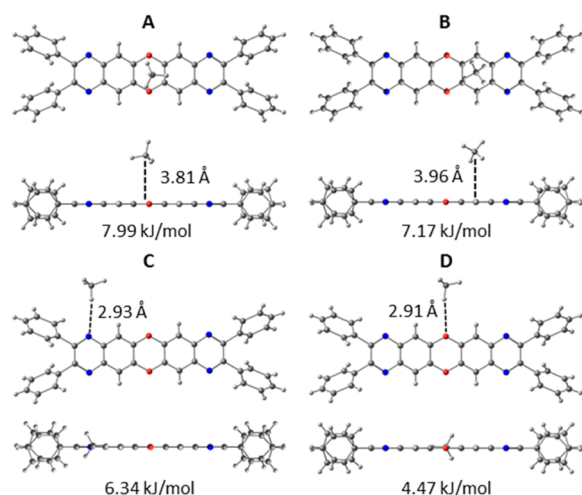 A
B
3.81 Å
3.96 Å
7.99 kJ/mol
7.17 kJ/mol
C
D
2.93 Å
2.91 Å
6.34 kJ/mol
4.47 kJ/mol